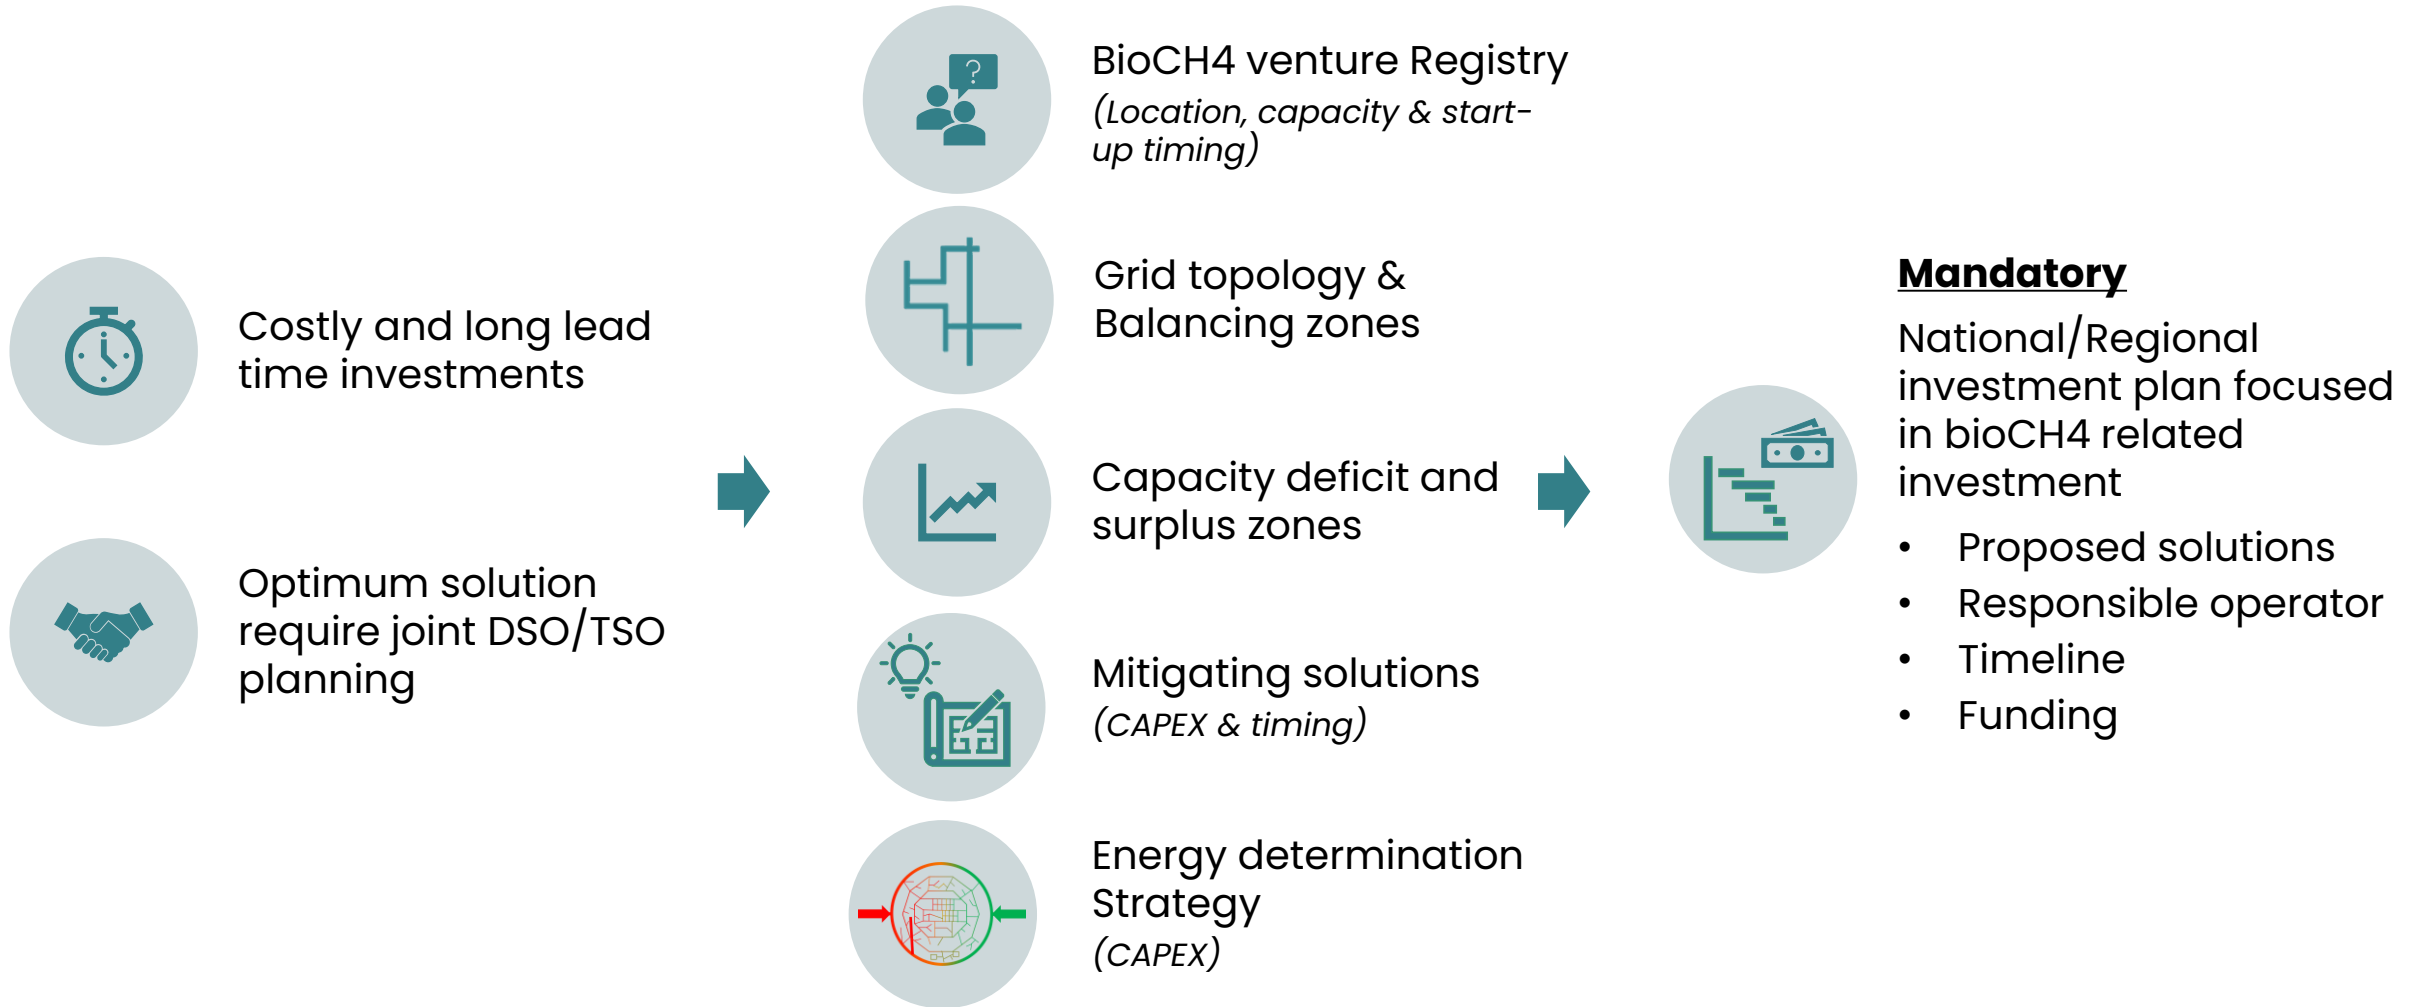 Costly and long lead
time investments
Optimum solution
require joint DSO/TSO
planning
BioCH4 venture Registry
(Location, capacity & start-
up timing)
Grid topology &
Balancing zones
Capacity deficit and
surplus zones
Mitigating solutions
(CAPEX & timing)
Energy determination
Strategy
(CAPEX)
Mandatory
National/Regional
investment plan focused
in bioCH4 related
investment
• Proposed solutions
• Responsible operator
• Timeline
• Funding
?